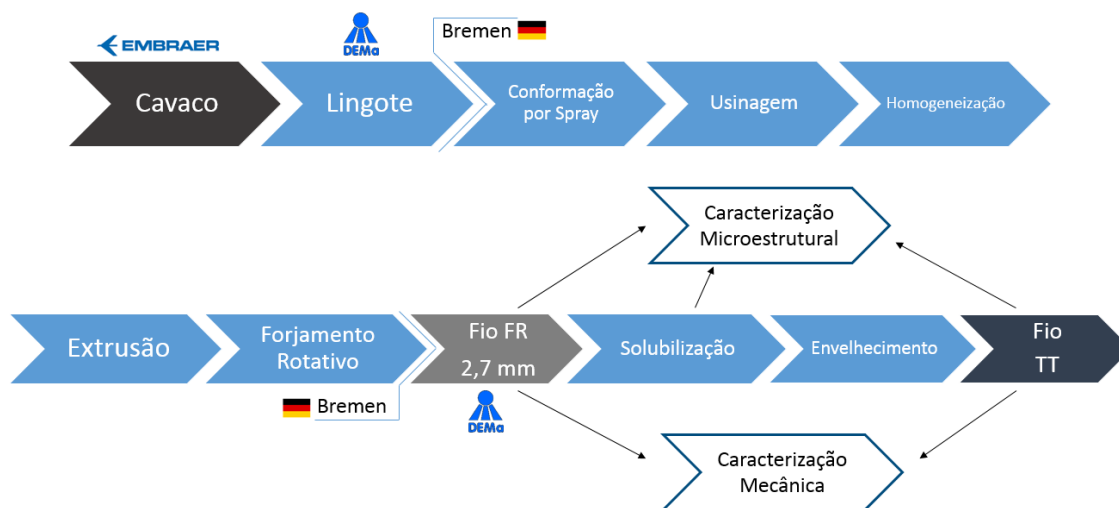 EMBRAER
DEMa
Bremen
Cavaco
Lingote
Conformação
por Spray
Usinagem
Homogeneização
Caracterização
Microestrutural
Extrusão
Forjamento
Rotativo
Fio FR
2,7 mm
Solubilização
Envelhecimento
Fio
TT
Bremen
DEMa
Caracterização
Mecânica